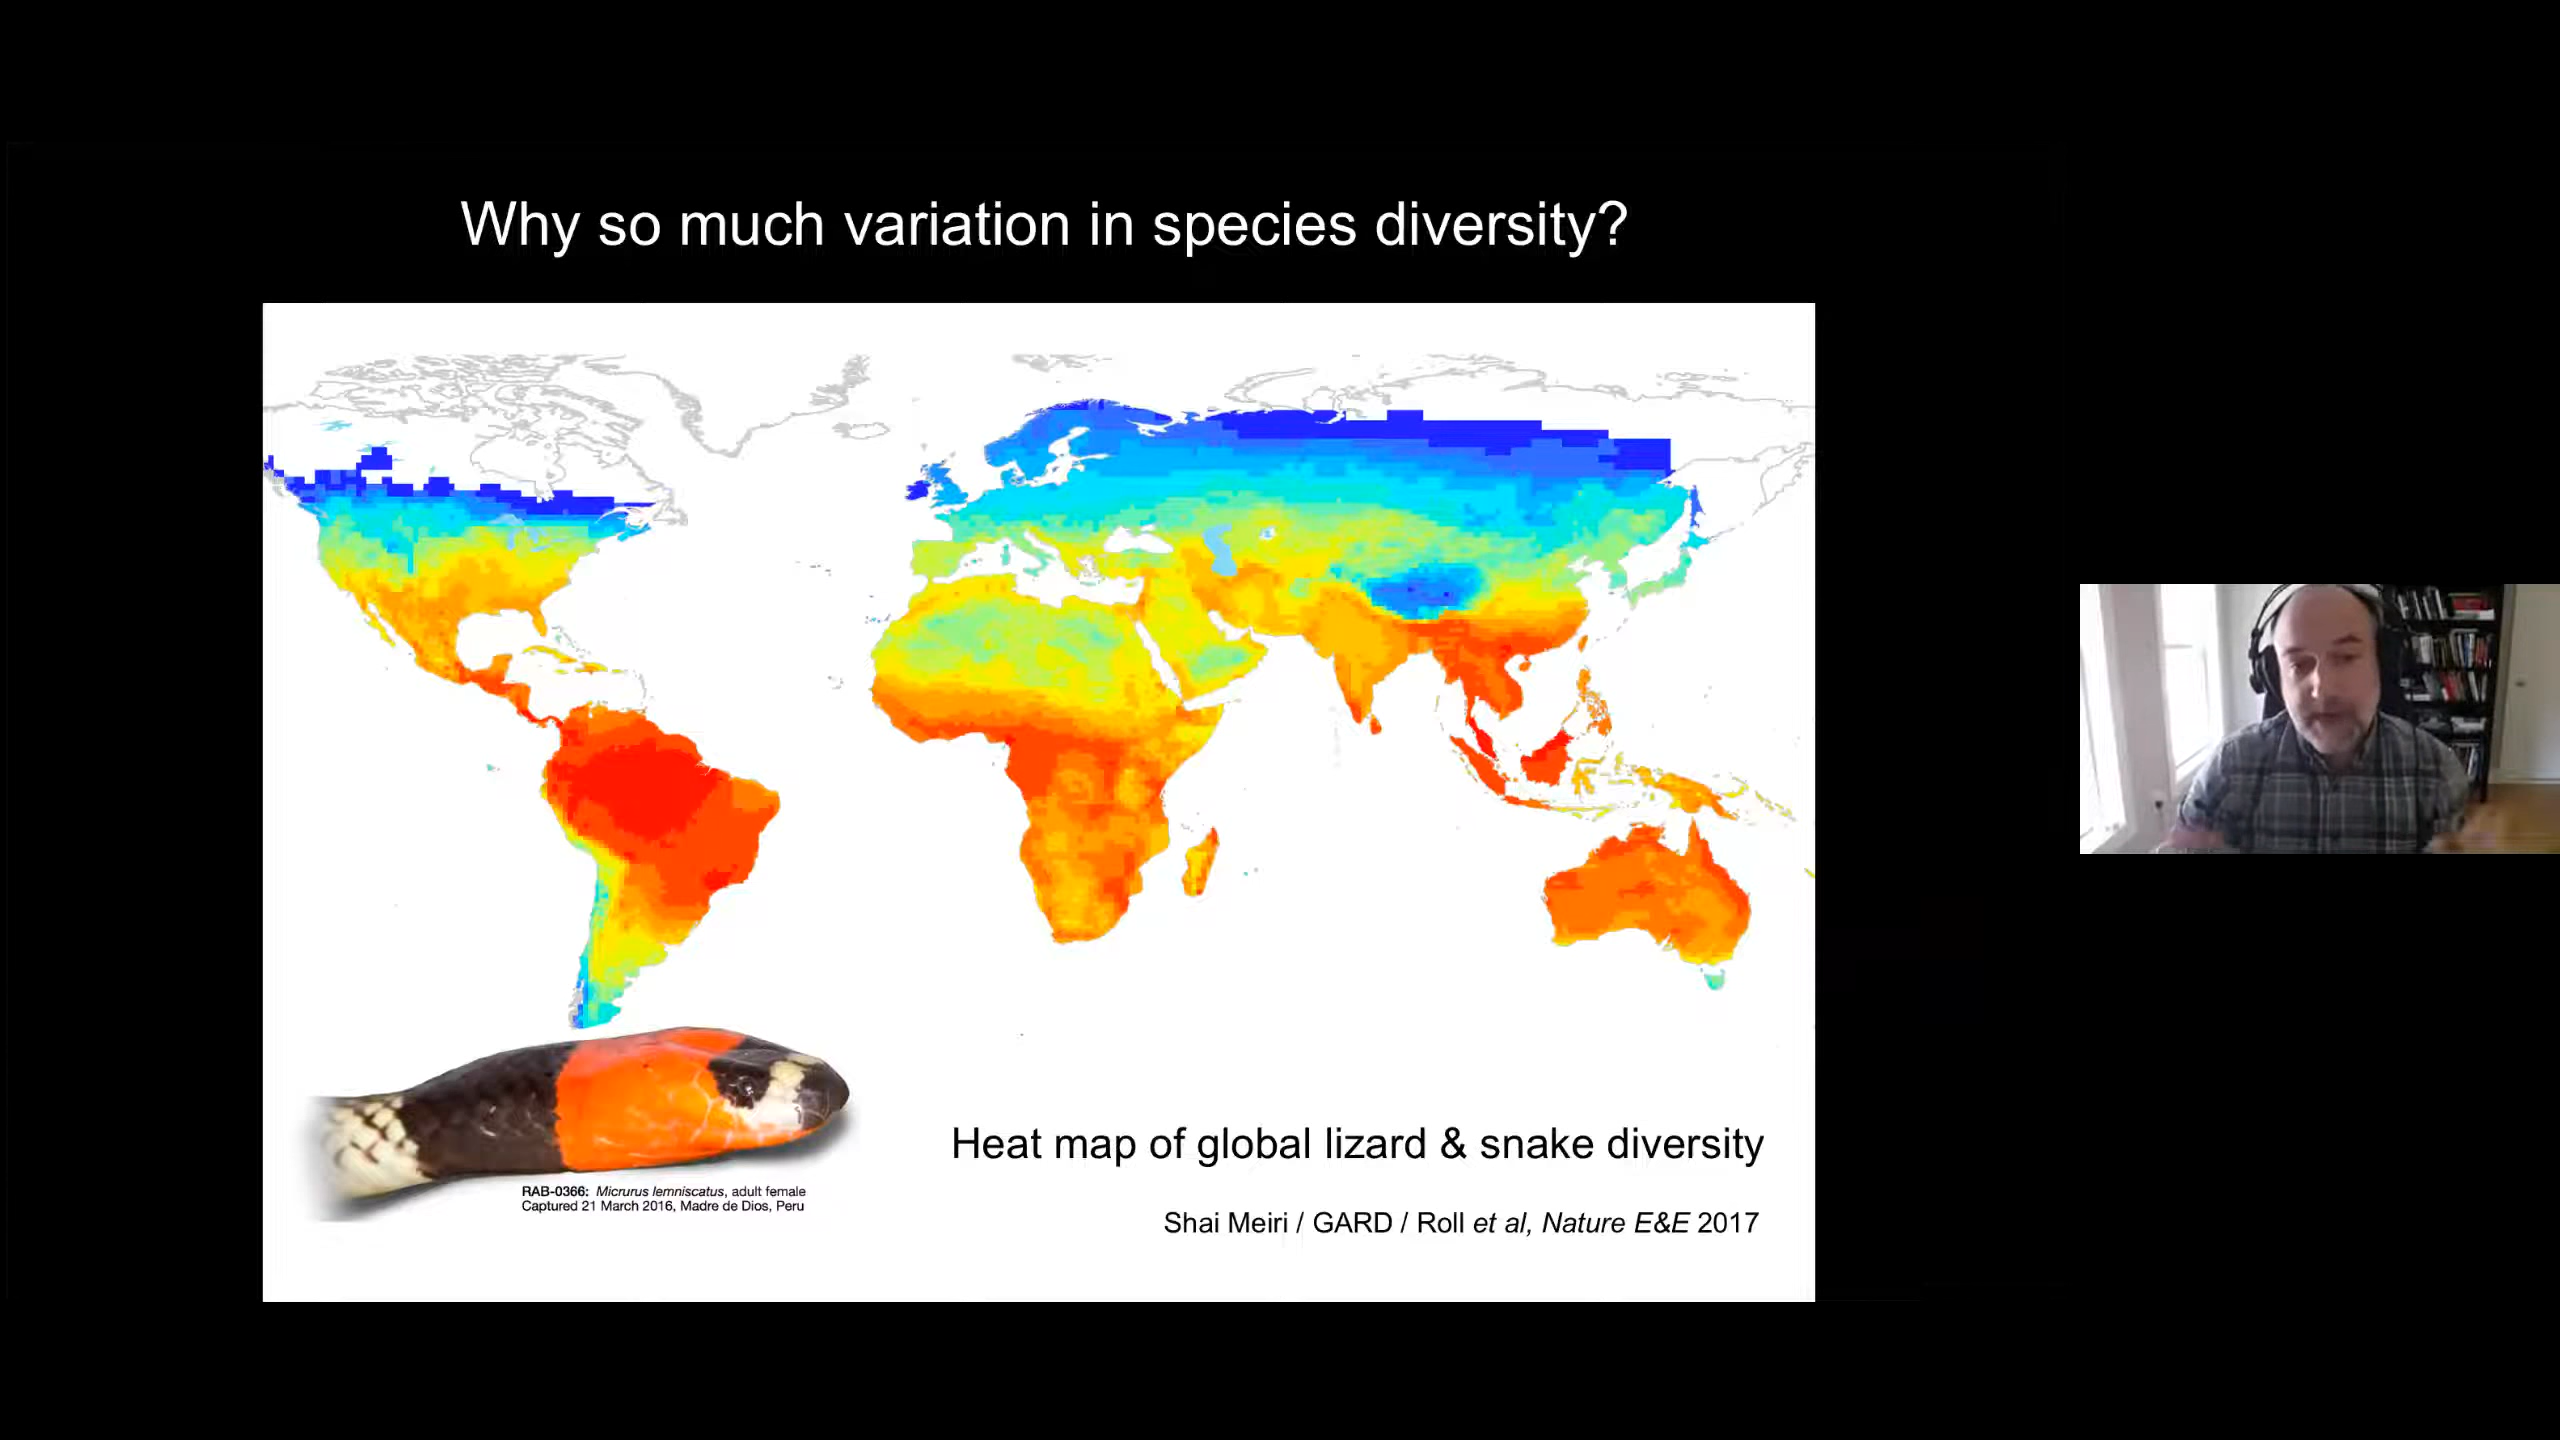 Why so much variation in species diversity?
RAB-0366: Micrurus lemniscatus, adult female
Captured 21 March 2016, Madre de Dios, Peru
Heat map of global lizard & snake diversity
Shai Meiri / GARD / Roll et al, Nature E&E 2017